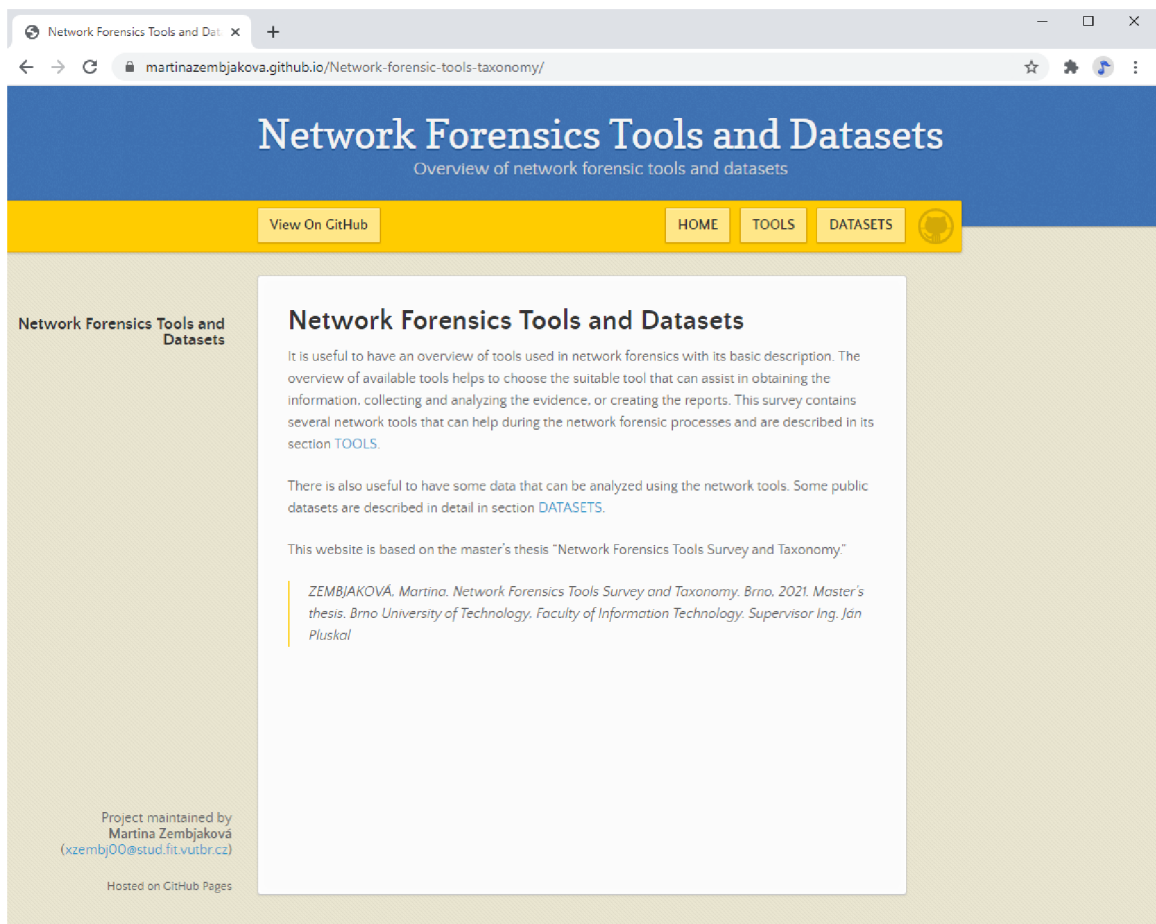 Network Forensics Tools and Dat
martinazembjakova.github.io/Network-forensic-tools-taxonomy/
Network Forensics Tools and Datasets
Overview of network forensic tools and datasets
View On GitHub
HOME
TOOLS
DATASETS
Network Forensics Tools and
Datasets
Network Forensics Tools and Datasets
It is useful to have an overview of tools used in network forensics with its basic description. The
overview of available tools helps to choose the suitable tool that can assist in obtaining the
information, collecting and analyzing the evidence, or creating the reports. This survey contains
several network tools that can help during the network forensic processes and are described in its
section TOOLS.
There is also useful to have some data that can be analyzed using the network tools. Some public
datasets are described in detail in section DATASETS.
This website is based on the master's thesis "Network Forensics Tools Survey and Taxonomy."
ZEMBJAKOVÁ, Martina. Network Forensics Tools Survey and Taxonomy. Brno, 2021. Master's
thesis. Brno University of Technology, Faculty of Information Technology. Supervisor Ing. Ján
Pluskal
Project maintained by
Martina Zembjaková
(xzembj00@stud.fit.vutbr.cz)
Hosted on GitHub Pages